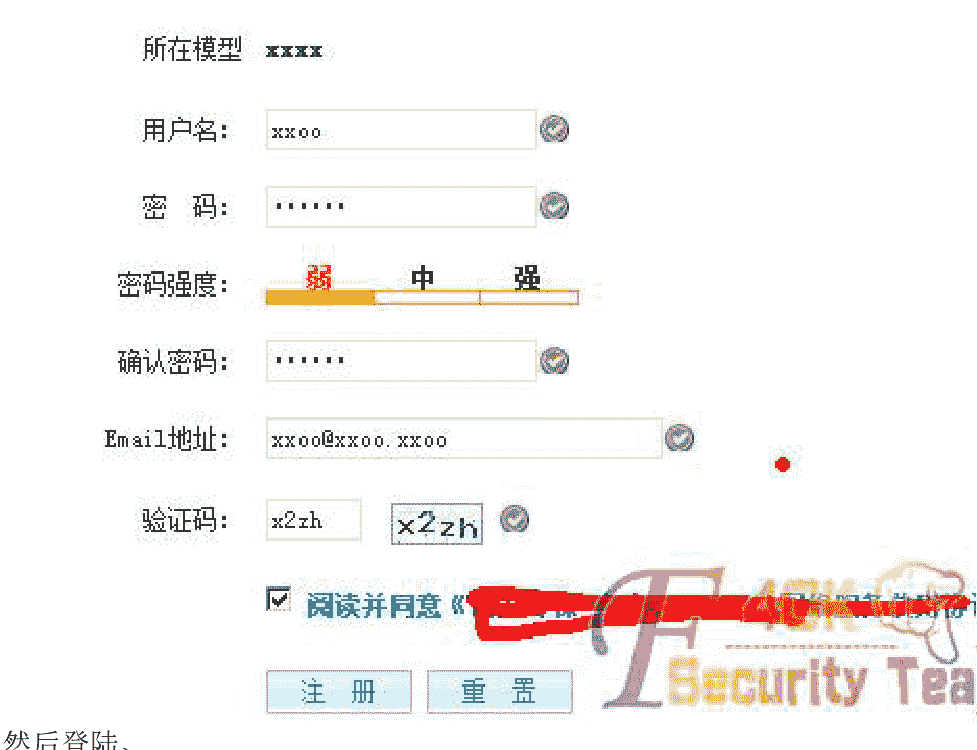 所在模型 xxxx
用户名： xxoo
密 码： ······
密码强度： 弱 中 强
确认密码： ······
Email地址： xxoo@xxoo.xxoo
验证码： x2zh x2zh
阅读并同意《
F4CK
Security Tea
注 册 重 置
然后登陆、